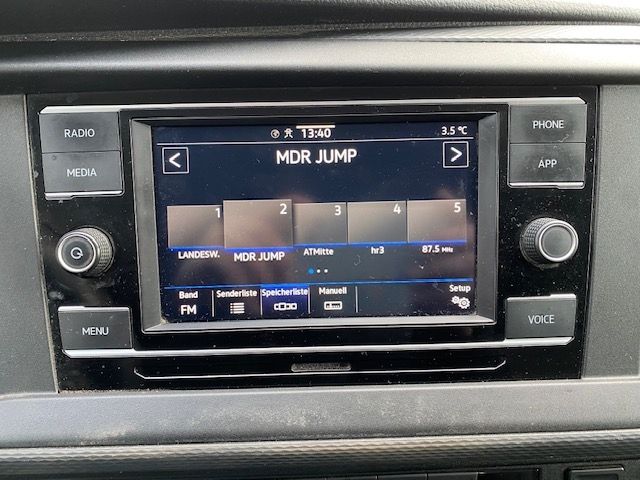 RADIO
MEDIA
MENU
13:40
3.5 °C
MDR JUMP
1
2
3
4
5
LANDESW.
MDR JUMP
ATMitte
hr3
87.5 MHz
Band
FM
Senderliste
Speicherliste
Manuell
Setup
PHONE
APP
VOICE